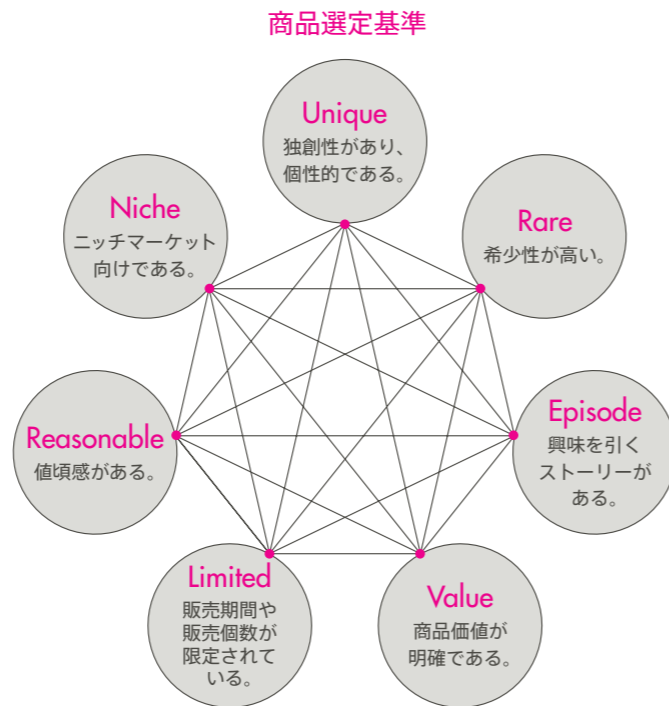 商品選定基準
Unique
独創性があり、
個性的である。
Rare
希少性が高い。
Episode
興味を引く
ストーリーが
ある。
Value
商品価値が
明確である。
Limited
販売期間や
販売個数が
限定されて
いる。
Reasonable
値頃感がある。
Niche
ニッチマーケット
向けである。